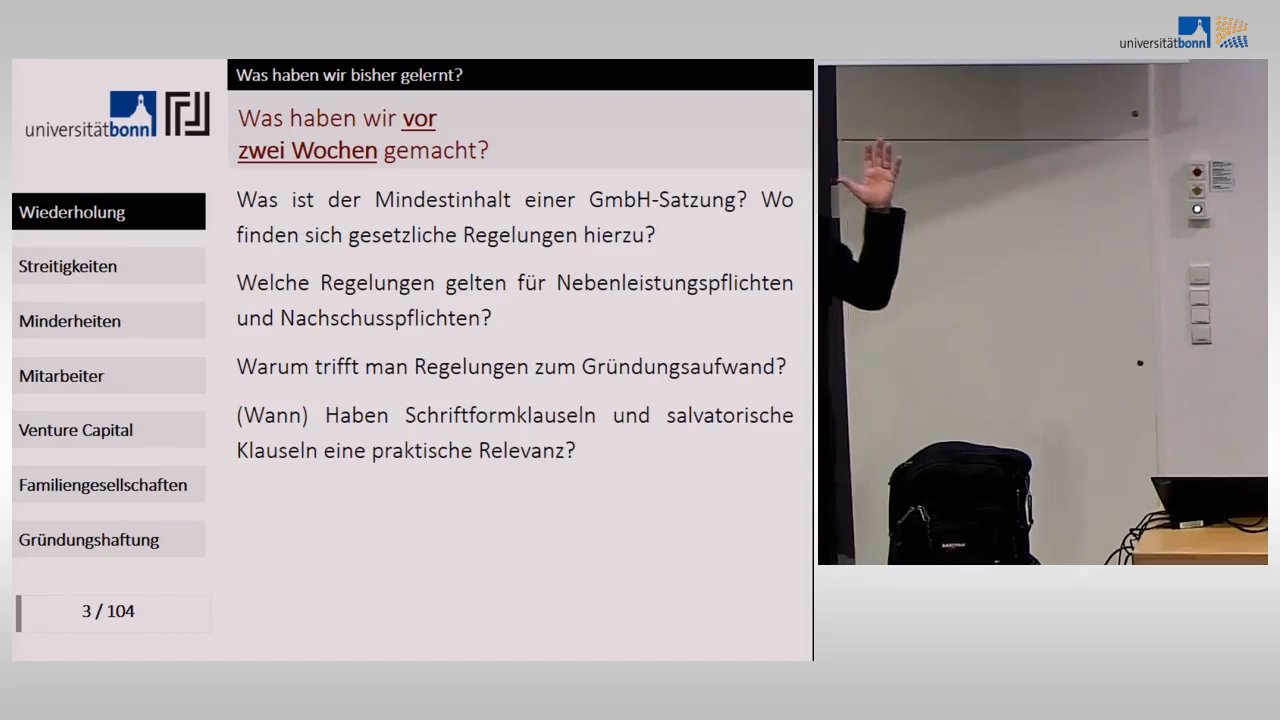 universitätbonn
Was haben wir bisher gelernt?
universitätbonn
Was haben wir vor
zwei Wochen gemacht?
Wiederholung
Streitigkeiten
Minderheiten
Mitarbeiter
Venture Capital
Familiengesellschaften
Gründungshaftung
3 / 104
Was ist der Mindestinhalt einer GmbH-Satzung? Wo
finden sich gesetzliche Regelungen hierzu?
Welche Regelungen gelten für Nebenleistungspflichten
und Nachschusspflichten?
Warum trifft man Regelungen zum Gründungsaufwand?
(Wann) Haben Schriftformklauseln und salvatorische
Klauseln eine praktische Relevanz?
EASTPAK